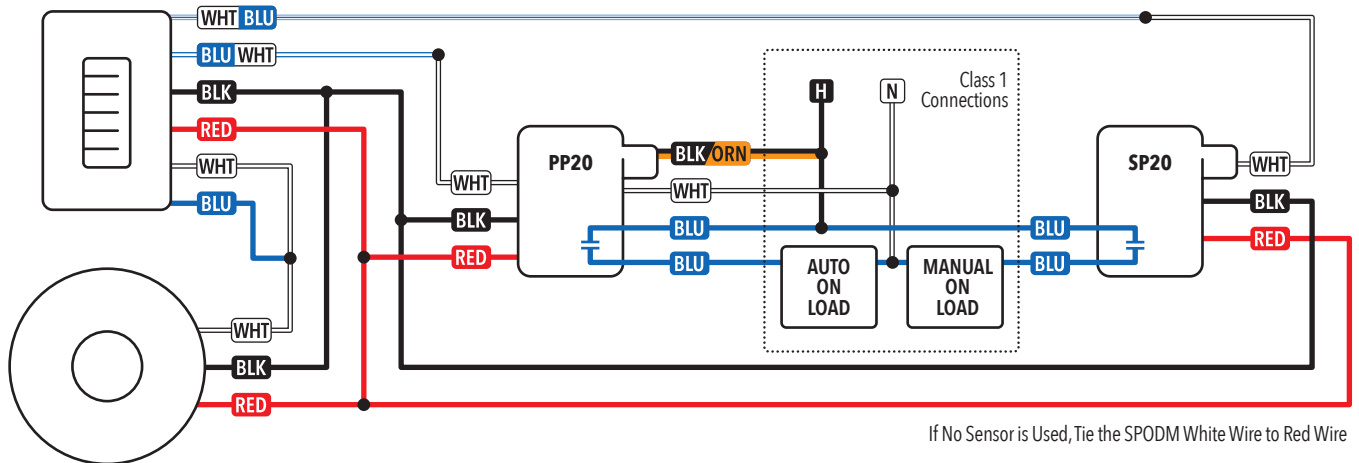 WHT BLU
BLU WHT
BLK
RED
WHT
BLU
WHT
BLK
RED
PP20
WHT
BLK
RED
BLK/ORN
WHT
BLU
BLU
H
N
Class 1
Connections
AUTO
ON
LOAD
MANUAL
ON
LOAD
BLU
BLU
SP20
WHT
BLK
RED
If No Sensor is Used, Tie the SPODM White Wire to Red Wire